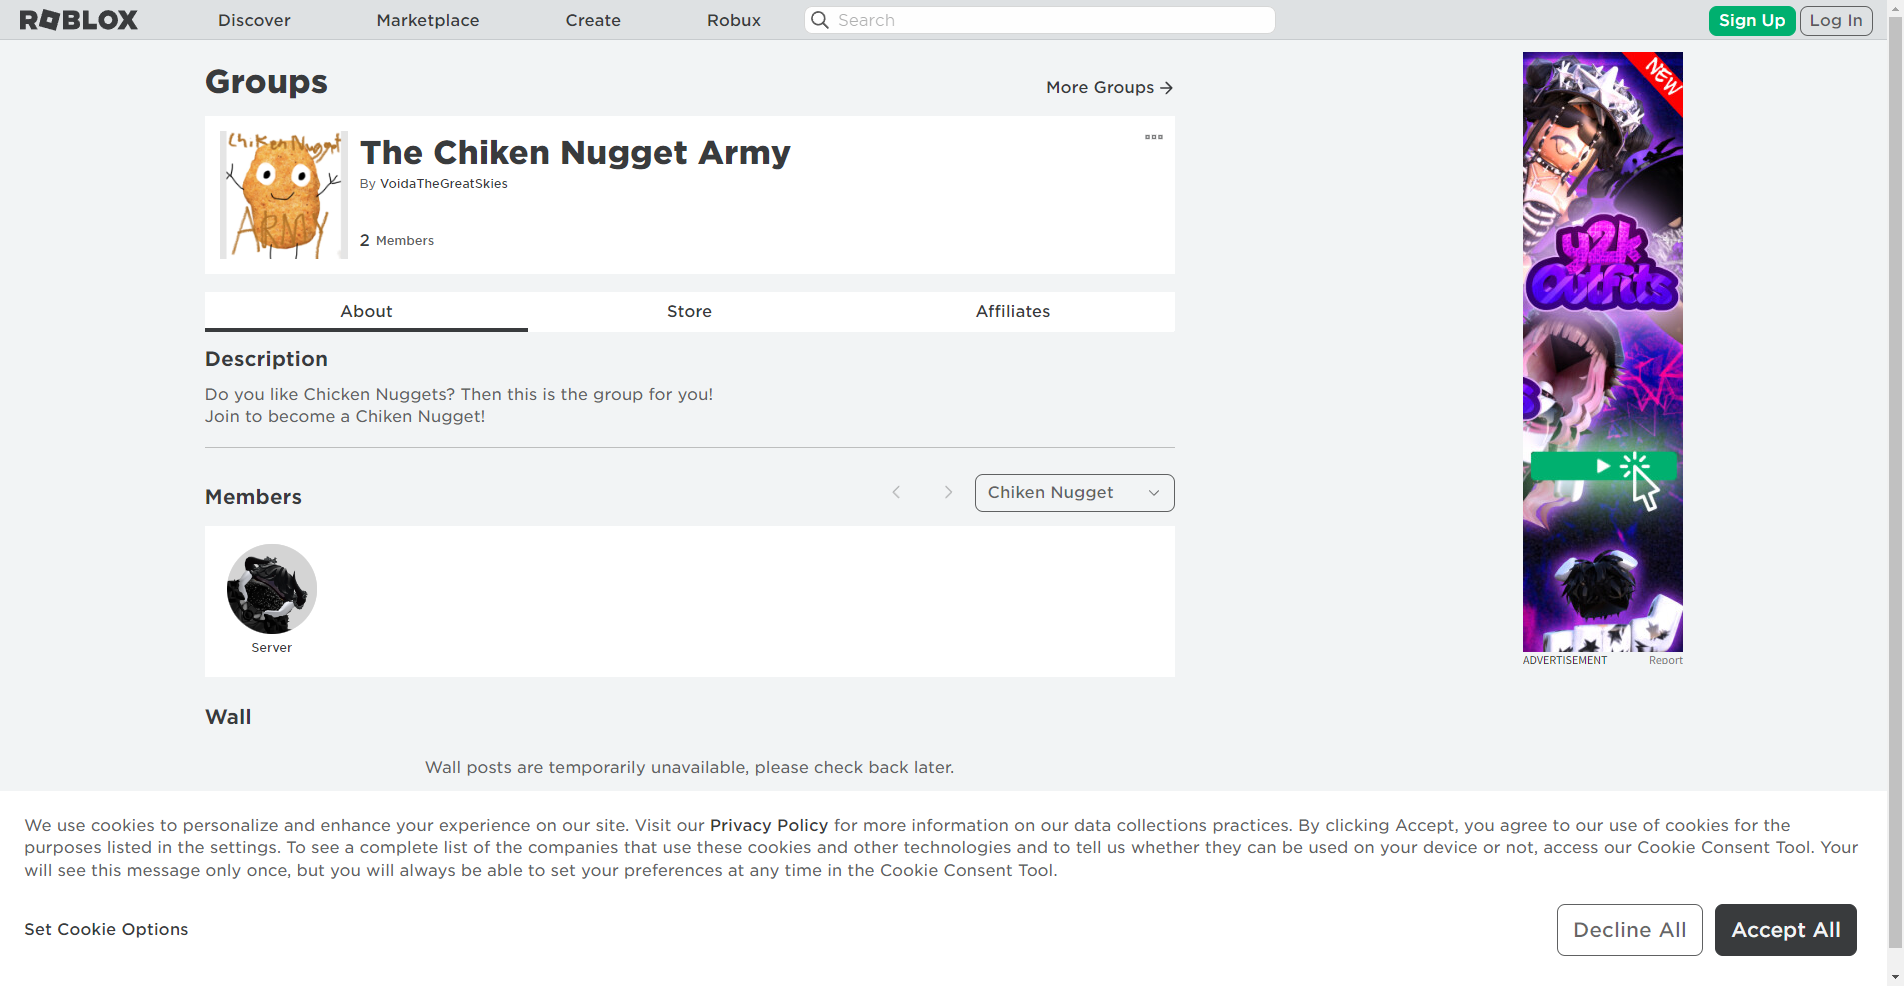 ROBLOX
Discover
Marketplace
Create
Robux
Search
Sign Up
Log In
Groups
More Groups
Chiken Nugget
ARMY
The Chiken Nugget Army
By VoidaTheGreatSkies
2 Members
About
Store
Affiliates
Description
Do you like Chicken Nuggets? Then this is the group for you!
Join to become a Chiken Nugget!
Members
Chiken Nugget
Server
Wall
Wall posts are temporarily unavailable, please check back later.
NEW
y2k
Outfits
ADVERTISEMENT
Report
We use cookies to personalize and enhance your experience on our site. Visit our Privacy Policy for more information on our data collections practices. By clicking Accept, you agree to our use of cookies for the
purposes listed in the settings. To see a complete list of the companies that use these cookies and other technologies and to tell us whether they can be used on your device or not, access our Cookie Consent Tool. Your
will see this message only once, but you will always be able to set your preferences at any time in the Cookie Consent Tool.
Set Cookie Options
Decline All
Accept All